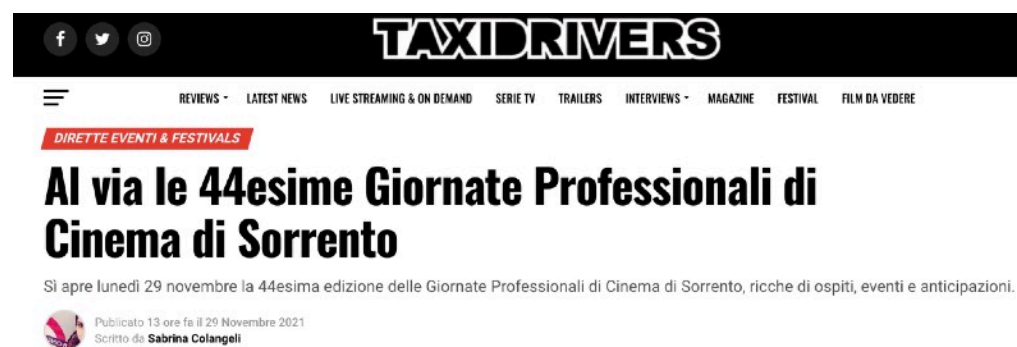 TAXIDRIVERS
REVIEWS LATEST NEWS LIVE STREAMING & ON DEMAND SERIE TV TRAILERS INTERVIEWS MAGAZINE FESTIVAL FILM DA VEDERE
DIRETTE EVENTI & FESTIVALS
Al via le 44esime Giornate Professionali di
Cinema di Sorrento
Sì apre lunedì 29 novembre la 44esima edizione delle Giornate Professionali di Cinema di Sorrento, ricche di ospiti, eventi e anticipazioni.
Publicato 13 ore fa il 29 Novembre 2021
Scritto da Sabrina Colangeli